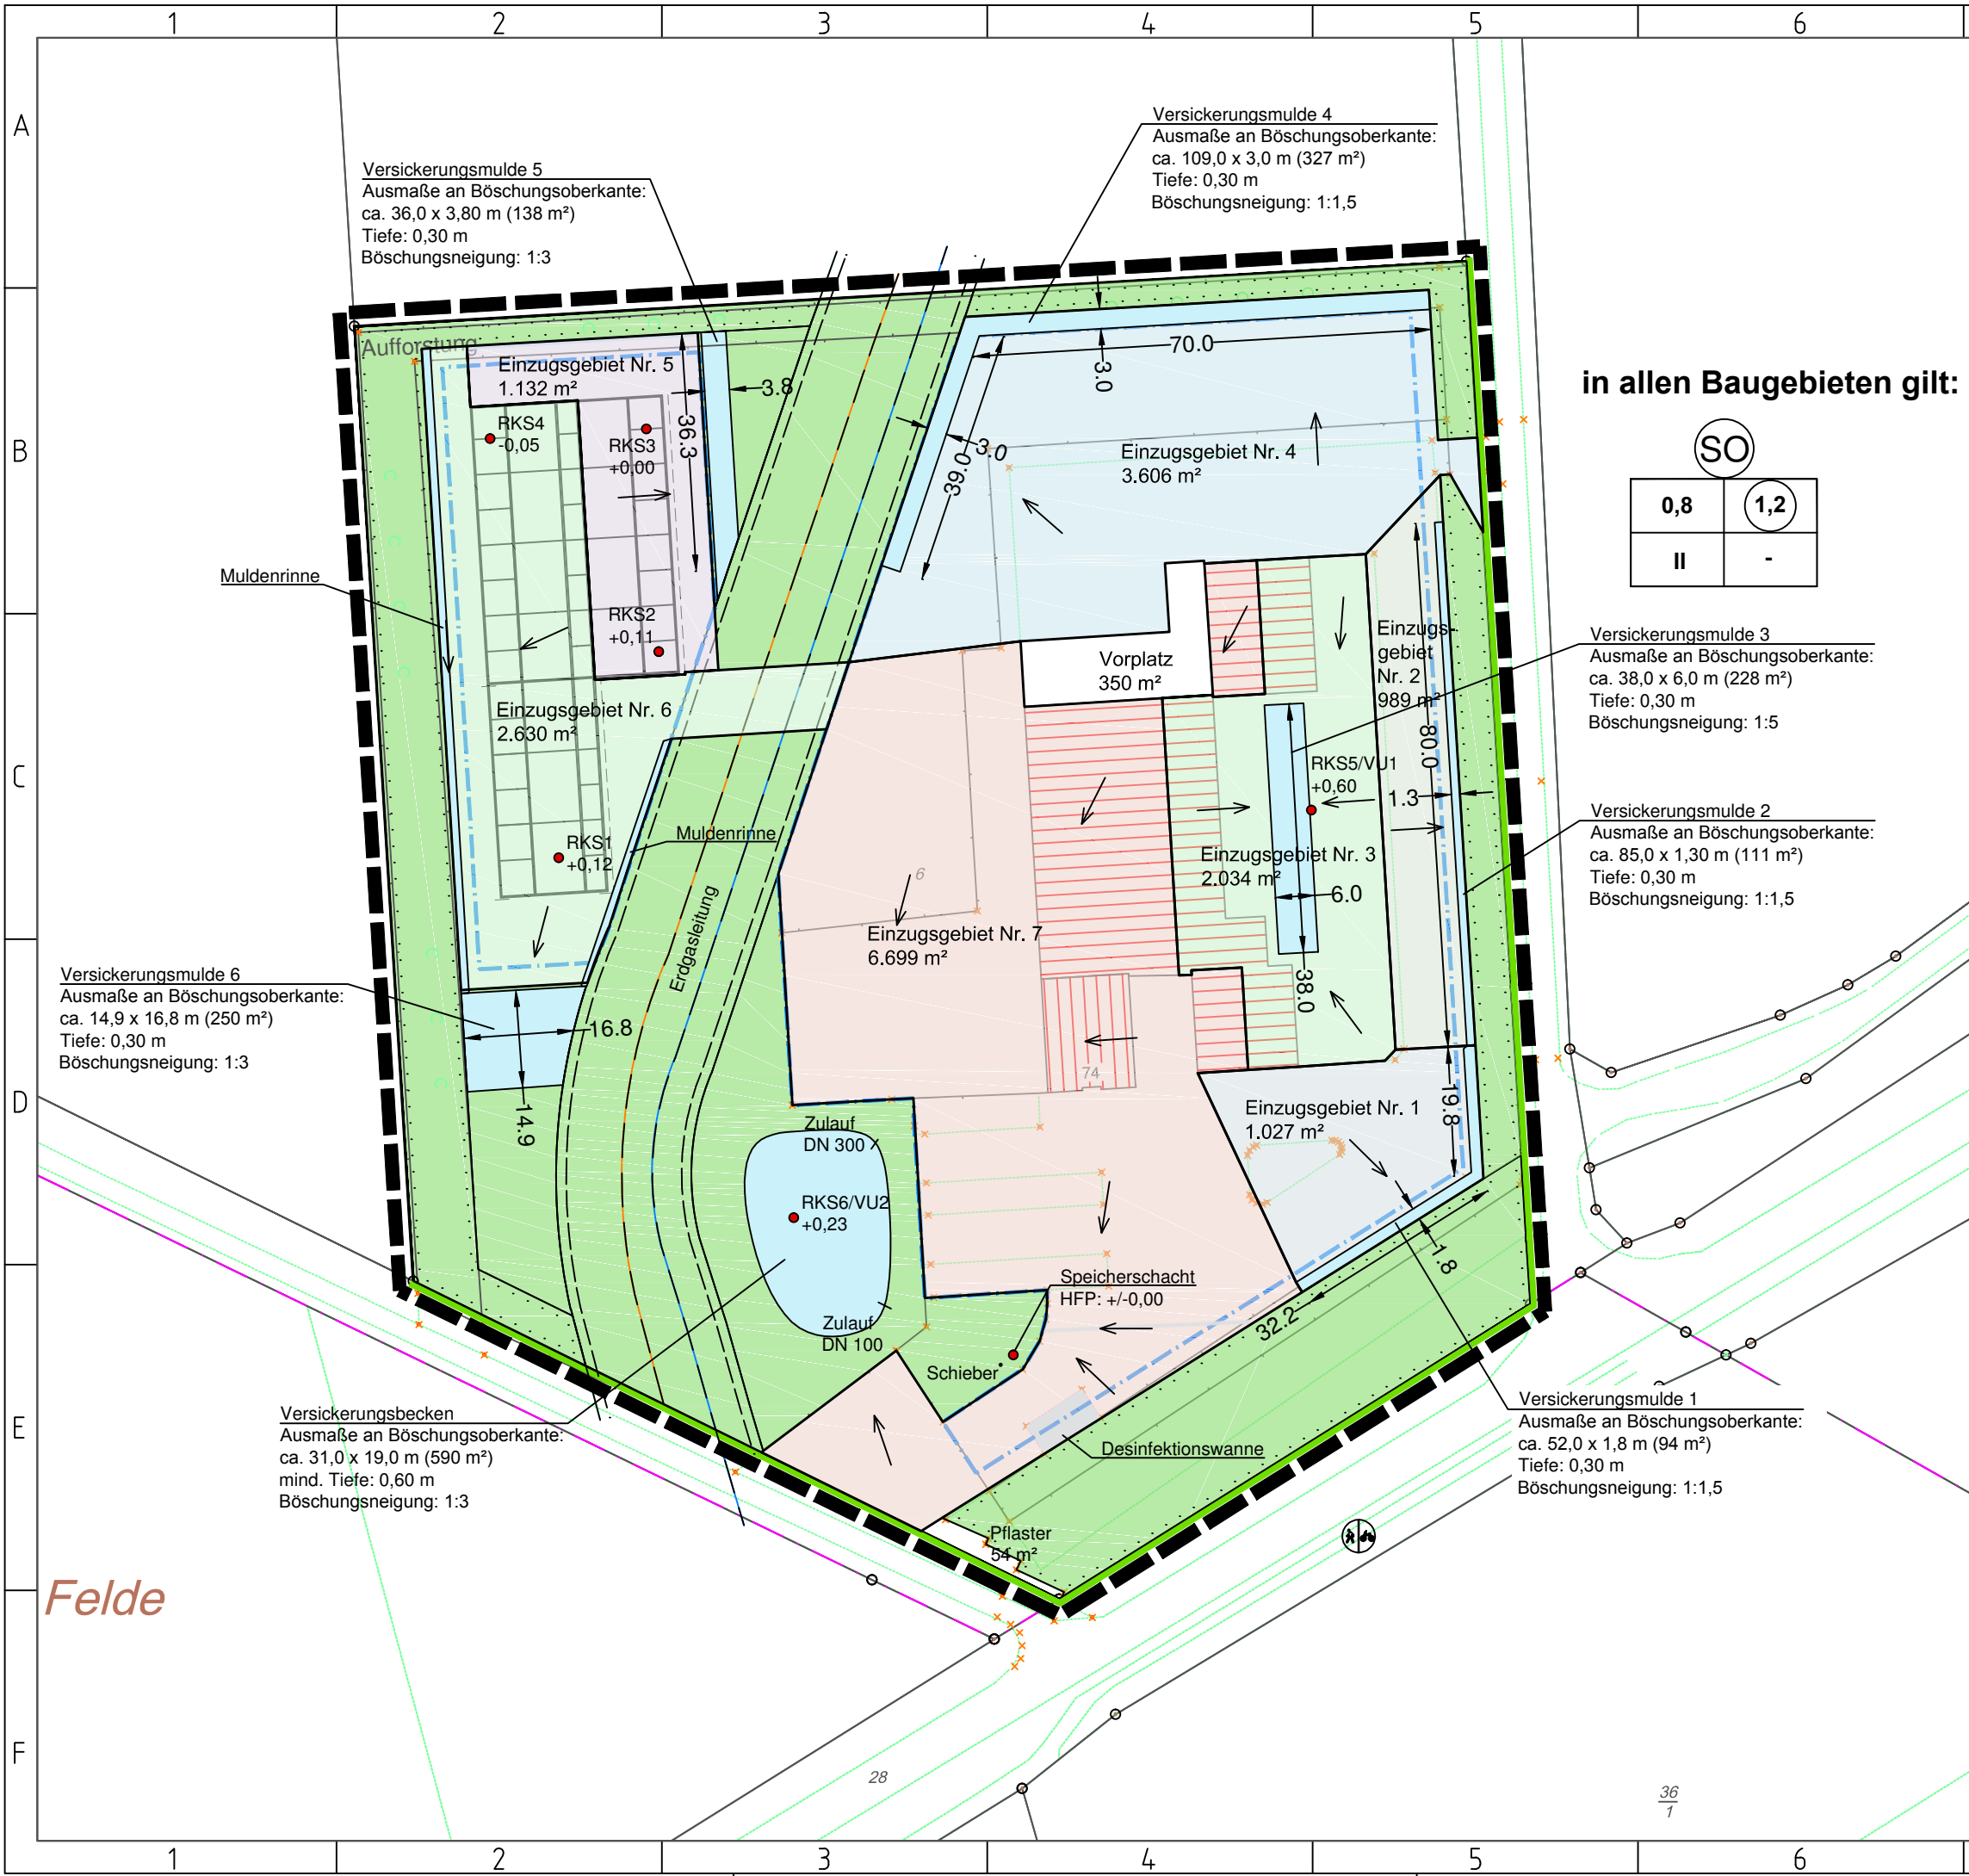 1 2 3 4 5 6
A
B
C
D
E
F
Versickerungsmulde 5
Ausmaße an Böschungsoberkante:
ca. 36,0 x 3,80 m (138 m²)
Tiefe: 0,30 m
Böschungsneigung: 1:3
Versickerungsmulde 4
Ausmaße an Böschungsoberkante:
ca. 109,0 x 3,0 m (327 m²)
Tiefe: 0,30 m
Böschungsneigung: 1:1,5
Aufforstung
Einzugsgebiet Nr. 5
1.132 m²
3.8
36.3
RKS4
-0,05
RKS3
+0,00
RKS2
+0,11
70.0
3.0
3.0
39.0
Einzugsgebiet Nr. 4
3.606 m²
in allen Baugebieten gilt:
SO
0,8 1,2
II -
Muldenrinne
Vorplatz
350 m²
Einzugs-
gebiet
Nr. 2
989 m²
Versickerungsmulde 3
Ausmaße an Böschungsoberkante:
ca. 38,0 x 6,0 m (228 m²)
Tiefe: 0,30 m
Böschungsneigung: 1:5
Einzugsgebiet Nr. 6
2.630 m²
80.0
RKS5/VU1
+0,60
1.3
Versickerungsmulde 2
Ausmaße an Böschungsoberkante:
ca. 85,0 x 1,30 m (111 m²)
Tiefe: 0,30 m
Böschungsneigung: 1:1,5
RKS1
+0,12
Muldenrinne
Erdgasleitung
6
Einzugsgebiet Nr. 3
2.034 m²
6.0
38.0
Einzugsgebiet Nr. 7
6.699 m²
Versickerungsmulde 6
Ausmaße an Böschungsoberkante:
ca. 14,9 x 16,8 m (250 m²)
Tiefe: 0,30 m
Böschungsneigung: 1:3
16.8
14.9
74
Zulauf
DN 300
RKS6/VU2
+0,23
Zulauf
DN 100
Einzugsgebiet Nr. 1
1.027 m²
19.8
1.8
32.2
Speicherschacht
HFP: +/-0,00
Schieber
Desinfektionswanne
Versickerungsbecken
Ausmaße an Böschungsoberkante:
ca. 31,0 x 19,0 m (590 m²)
mind. Tiefe: 0,60 m
Böschungsneigung: 1:3
Versickerungsmulde 1
Ausmaße an Böschungsoberkante:
ca. 52,0 x 1,8 m (94 m²)
Tiefe: 0,30 m
Böschungsneigung: 1:1,5
Pflaster
54 m²
Felde
28
36
1
1 2 3 4 5 6